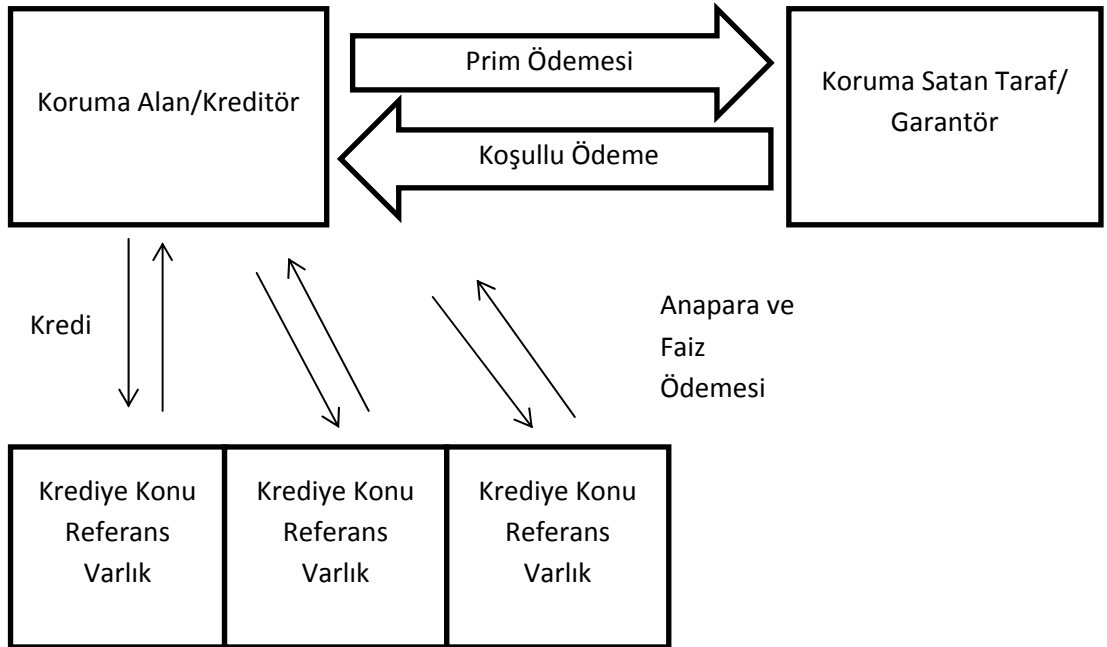 Prim Ödemesi
Koruma Alan/Kreditör
Koruma Satan Taraf/
Garantör
Koşullu Ödeme
Kredi
Anapara ve
Faiz
Ödemesi
Krediye Konu
Referans
Varlık
Krediye Konu
Referans
Varlık
Krediye Konu
Referans
Varlık